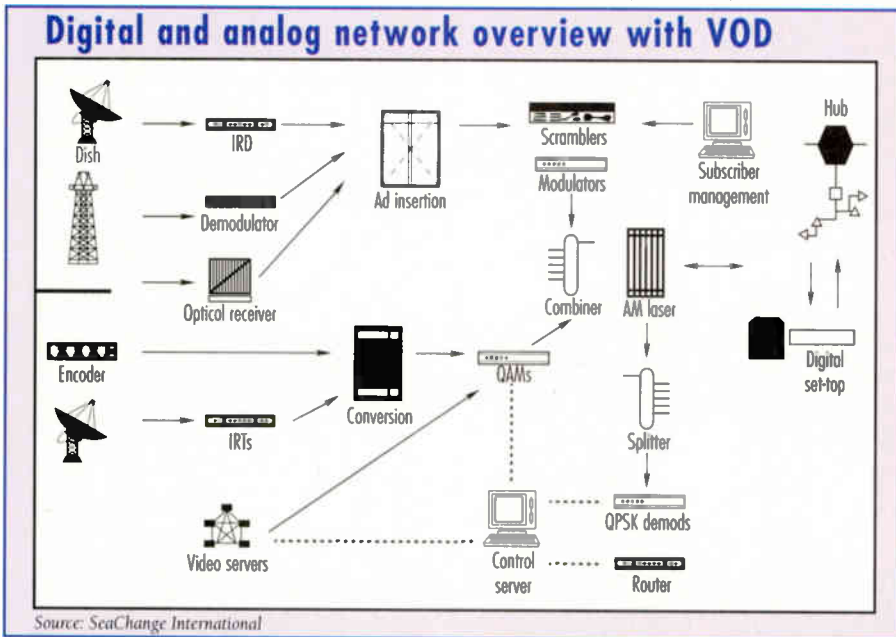 Digital and analog network overview with VOD
Dish
IRD
Demodulator
Optical receiver
Ad insertion
Scramblers
Modulators
Subscriber
management
Hub
Combiner
AM laser
Digital
set-top
Encoder
IRTs
Conversion
QAMs
Splitter
Video servers
Control
server
QPSK demods
Router
Source: SeaChange International